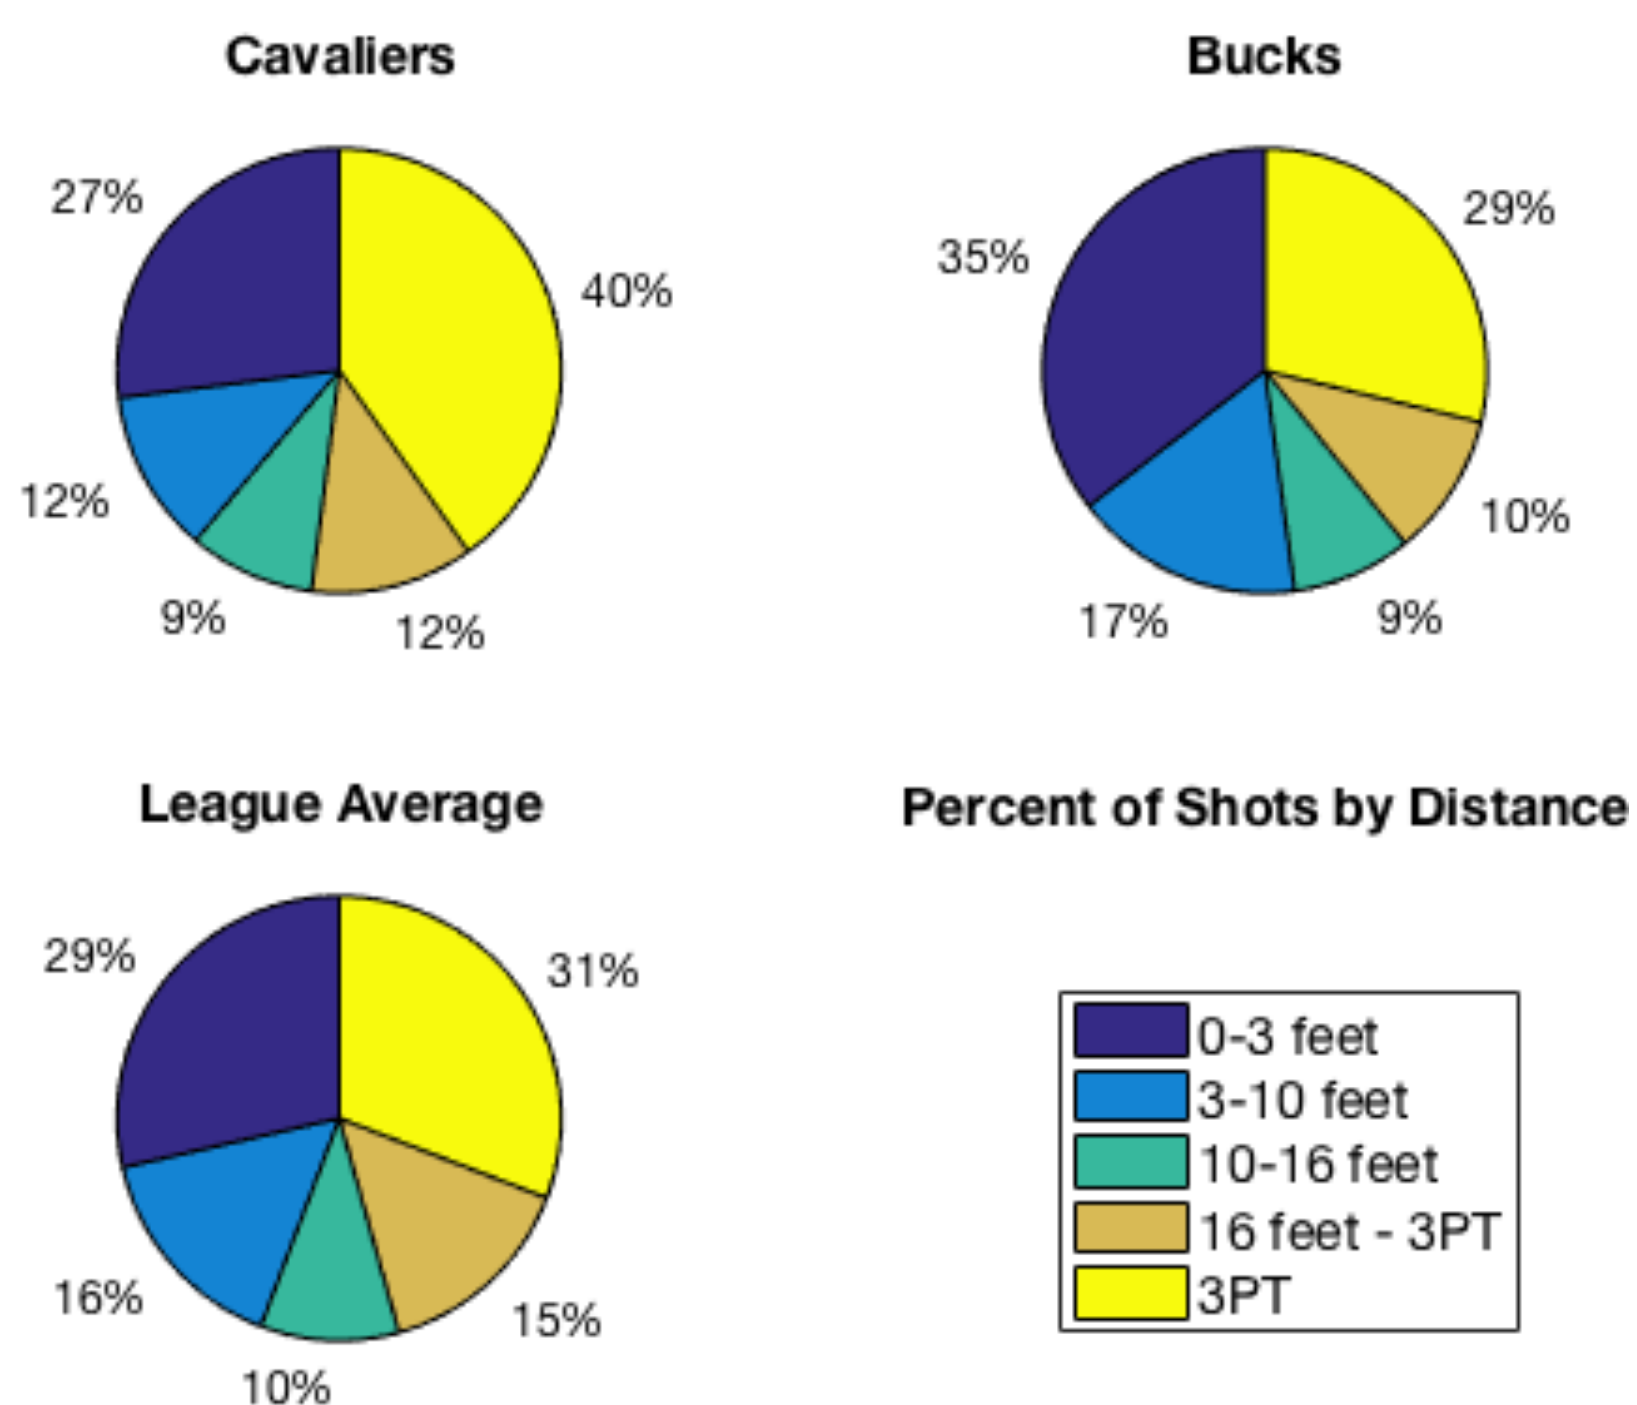 Cavaliers
27%
40%
12%
9%
12%
Bucks
35%
29%
10%
17%
9%
League Average
29%
31%
16%
15%
10%
Percent of Shots by Distance
0-3 feet
3-10 feet
10-16 feet
16 feet - 3PT
3PT